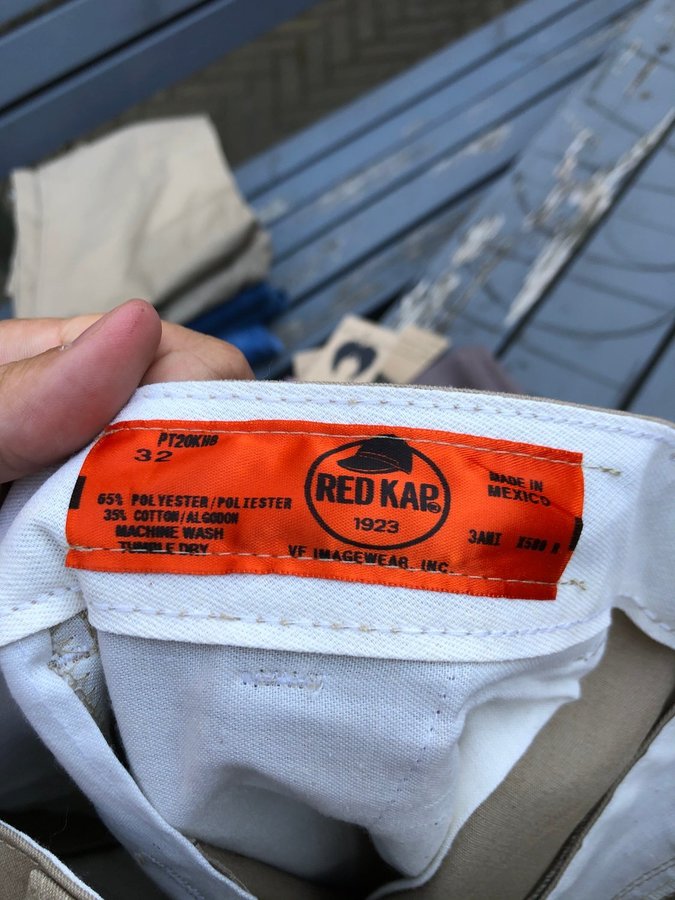 PT20KH8
32
65% POLYESTER/POLIESTER
35% COTTON/ALGODON
MACHINE WASH
TUMBLE DRY
RED KAP®
1923
VF IMAGEWEAR, INC.
MADE IN
MEXICO
3AMI X500 R